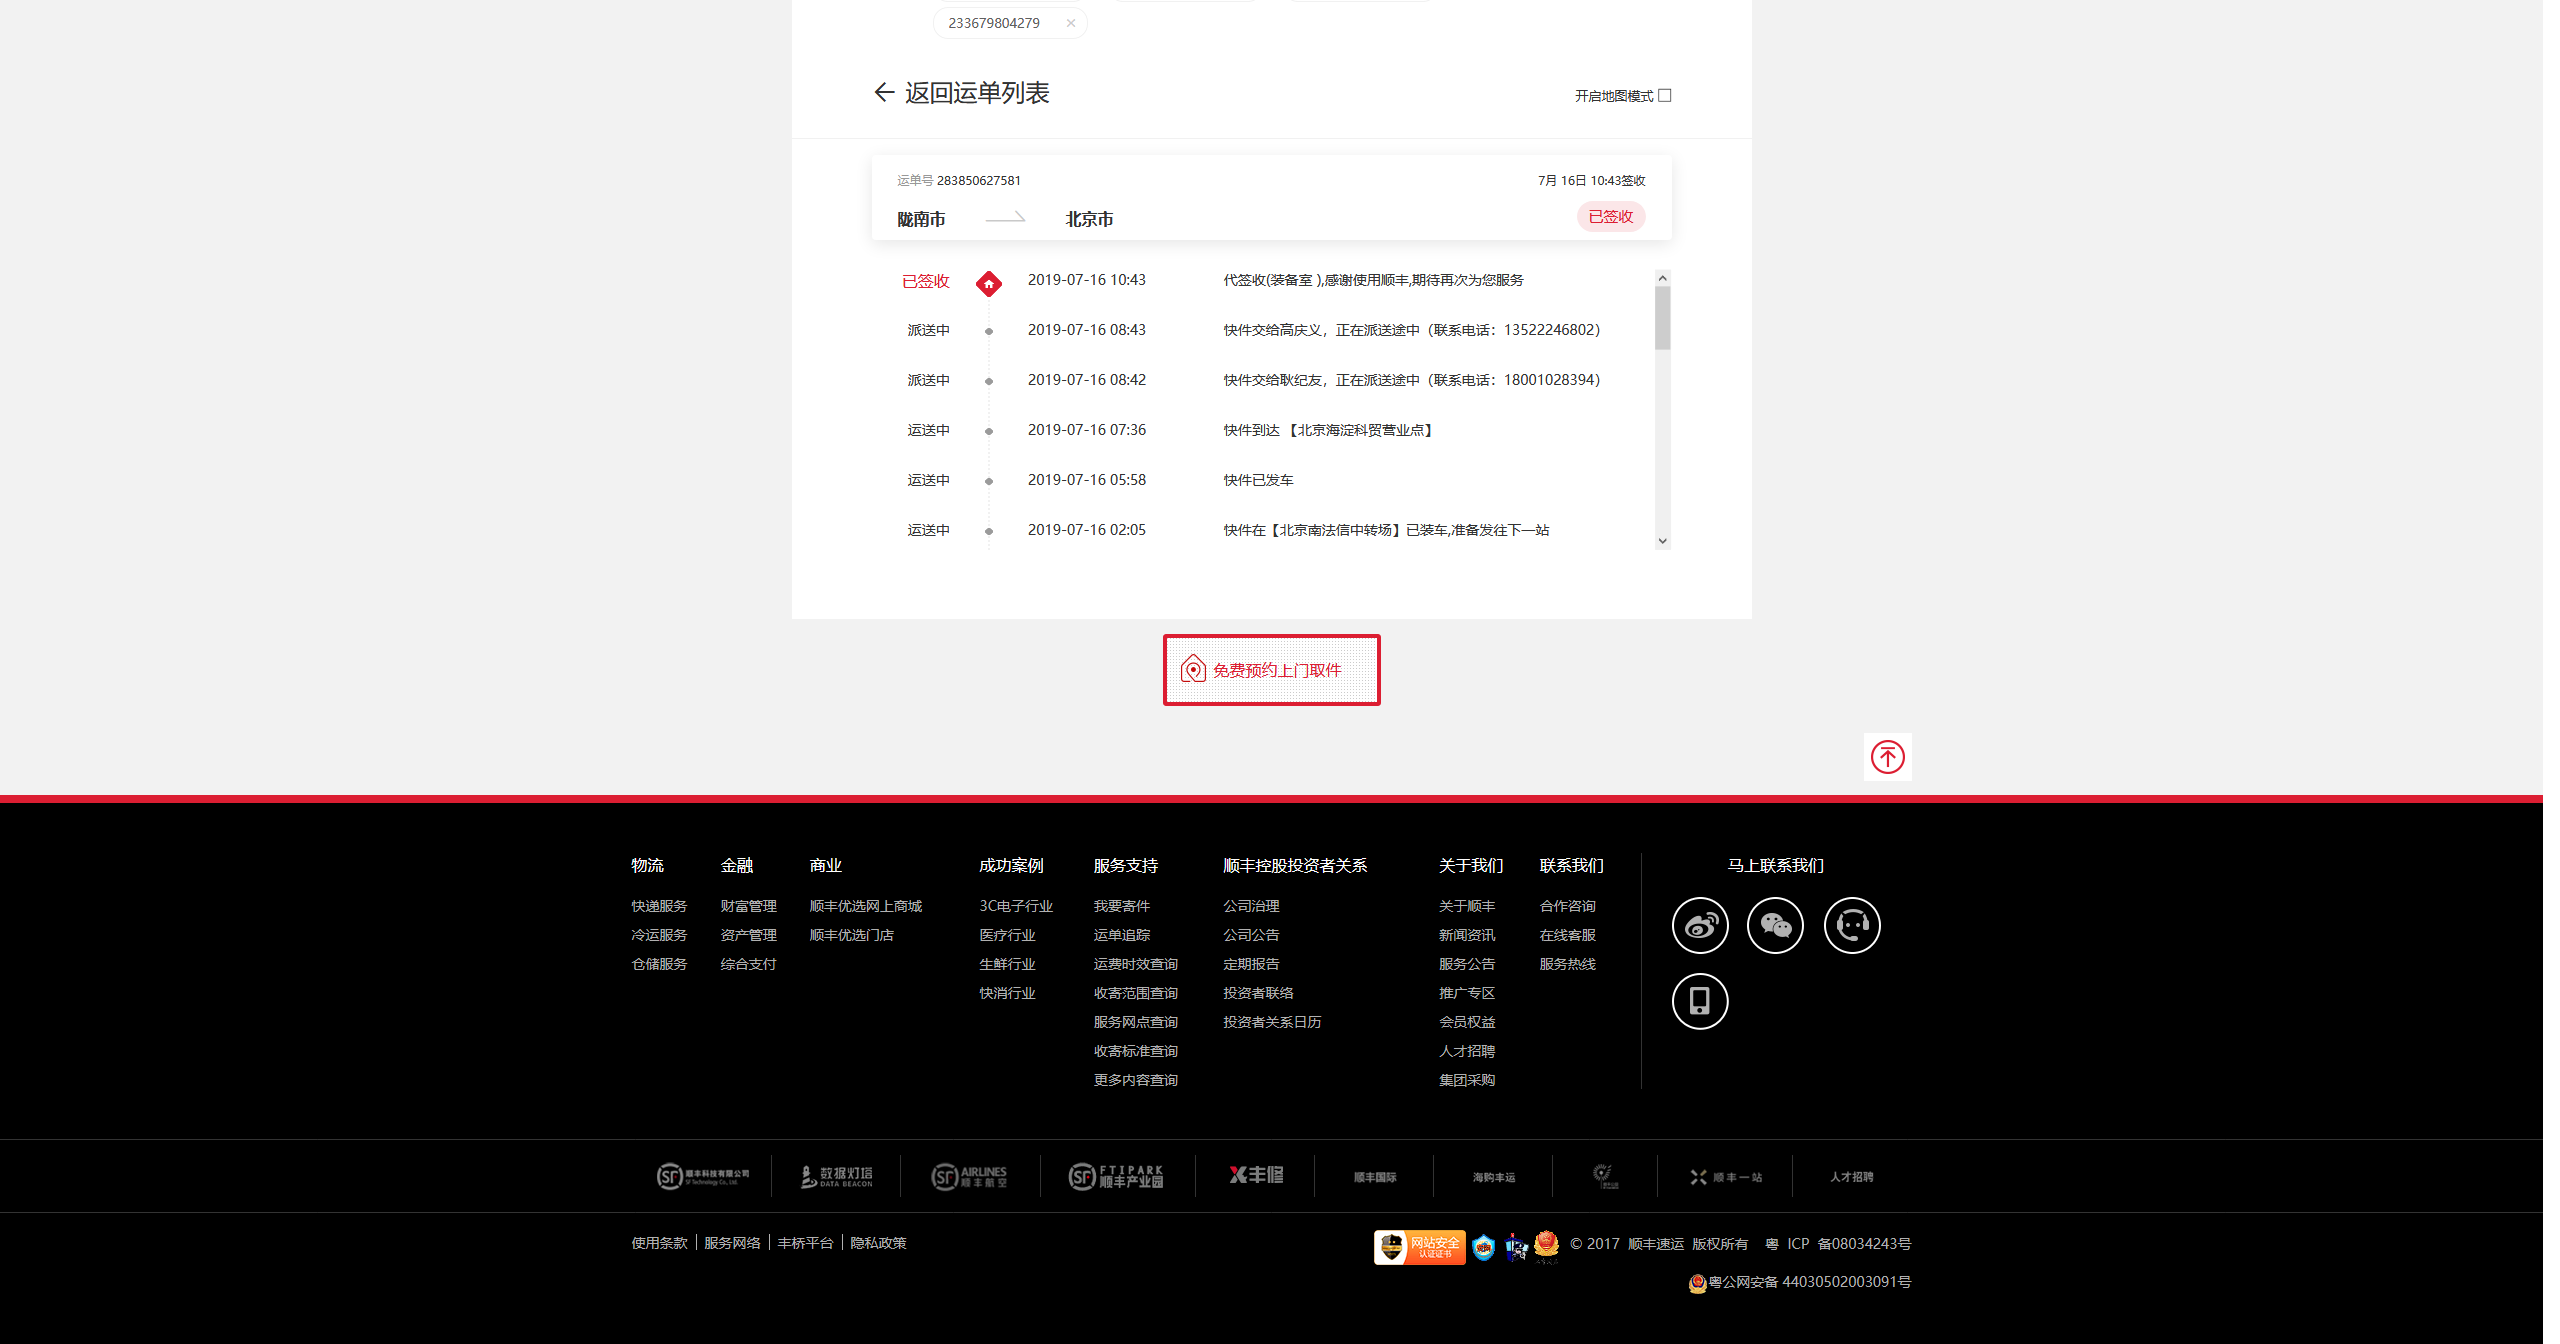 233679804279
返回运单列表
开启地图模式
运单号 283850627581
7月 16日 10:43签收
陇南市
北京市
已签收
已签收 2019-07-16 10:43 代签收(装备室 ),感谢使用顺丰,期待再次为您服务
派送中 2019-07-16 08:43 快件交给高庆义，正在派送途中（联系电话：13522246802）
派送中 2019-07-16 08:42 快件交给耿纪友，正在派送途中（联系电话：18001028394）
运送中 2019-07-16 07:36 快件到达 【北京海淀科贸营业点】
运送中 2019-07-16 05:58 快件已发车
运送中 2019-07-16 02:05 快件在【北京南法信中转场】已装车,准备发往下一站
免费预约上门取件
物流
快递服务
冷运服务
仓储服务
金融
财富管理
资产管理
综合支付
商业
顺丰优选网上商城
顺丰优选门店
成功案例
3C电子行业
医疗行业
生鲜行业
快消行业
服务支持
我要寄件
运单追踪
运费时效查询
收寄范围查询
服务网点查询
收寄标准查询
更多内容查询
顺丰控股投资者关系
公司治理
公司公告
定期报告
投资者联络
投资者关系日历
关于我们
关于顺丰
新闻资讯
服务公告
推广专区
会员权益
人才招聘
集团采购
联系我们
合作咨询
在线客服
服务热线
马上联系我们
SF 顺丰科技有限公司
SF Technology Co., Ltd.
数据灯塔
DATA BEACON
SF AIRLINES
顺丰航空
SF FTIPARK
顺丰产业园
丰修
顺丰国际
海购丰运
顺丰一站
人才招聘
使用条款
服务网络
丰桥平台
隐私政策
网站安全
认证证书
© 2017 顺丰速运 版权所有 粤 ICP 备08034243号
粤公网安备 44030502003091号